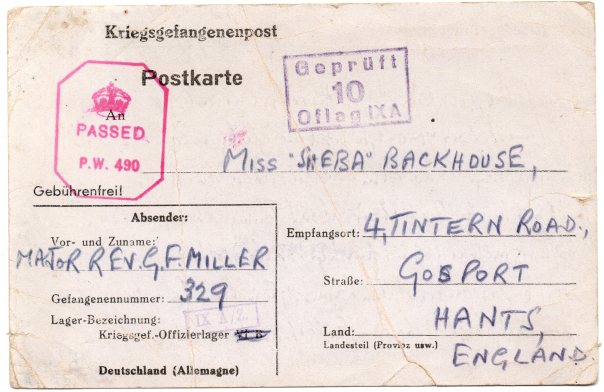 Kriegsgefangenenpost
Postkarte
Geprüft
10
Oflag IX A
An
PASSED
P.W. 490
MISS "SHEBA" BACKHOUSE,
Gebührenfrei!
Absender:
Vor- und Zuname:
MAJOR REV. G. F. MILLER
Gefangenennummer: 329
Lager-Bezeichnung:
IX A/Z
Kriegsgef.-Offizierlager
Deutschland (Allemagne)
Empfangsort: 4, TINTERN ROAD.,
Straße: GOSPORT
Land: HANTS,
Landesteil (Provinz usw.)
ENGLAND.